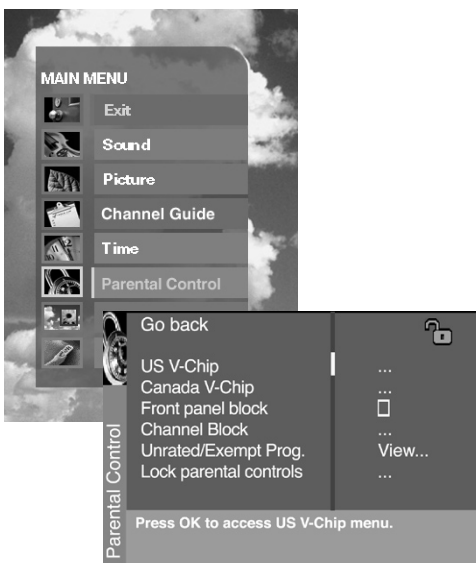 MAIN MENU
Exit
Sound
Picture
Channel Guide
Time
Parental Control
Go back
US V-Chip ...
Canada V-Chip ...
Front panel block
Channel Block ...
Unrated/Exempt Prog. View...
Lock parental controls ...
Parental Control
Press OK to access US V-Chip menu.